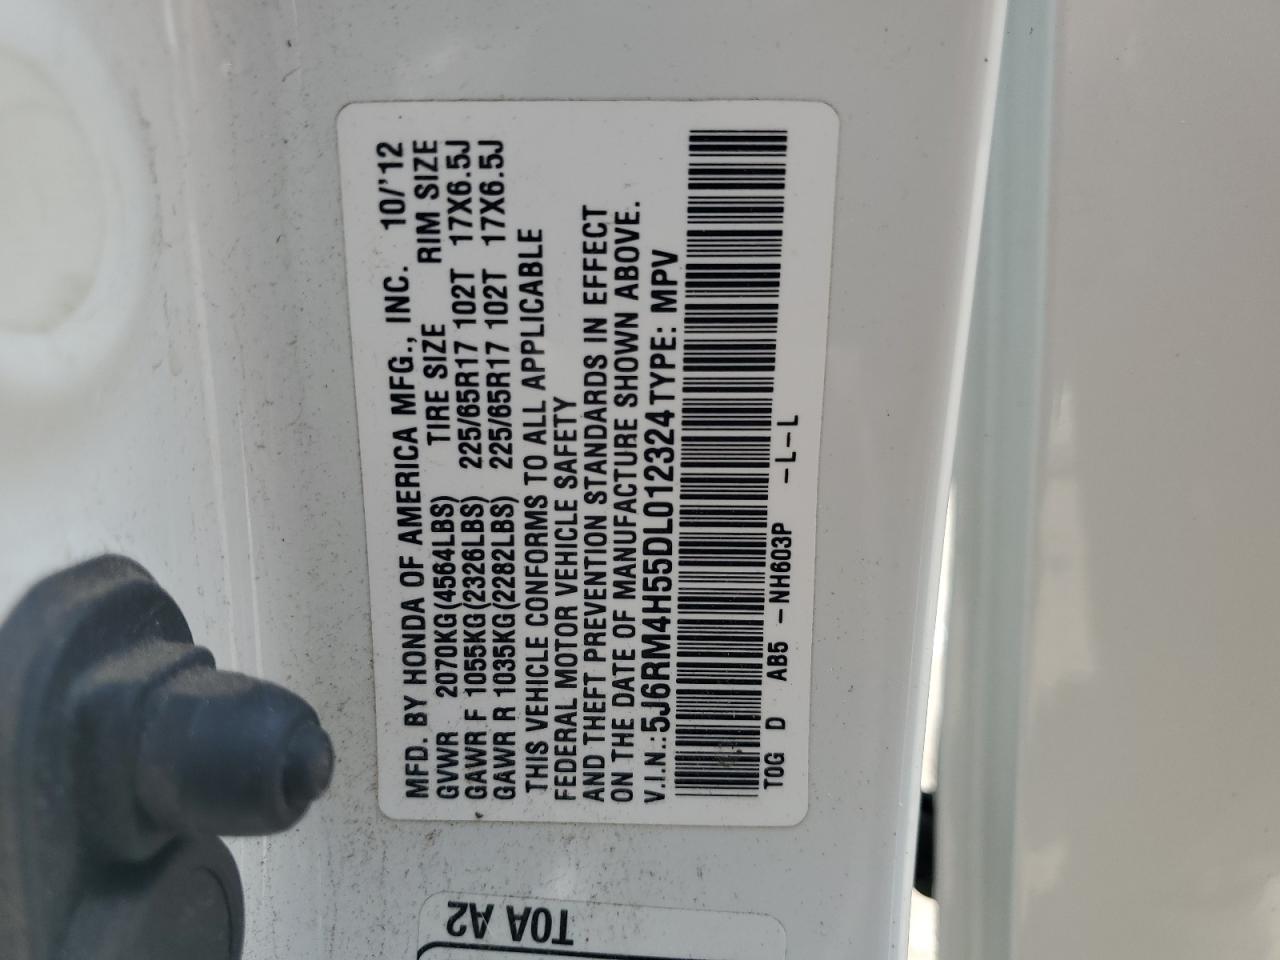 MFD. BY HONDA OF AMERICA MFG., INC. 10/'12
GVWR 2070KG(4564LBS) TIRE SIZE RIM SIZE
GAWR F 1055KG(2326LBS) 225/65R17 102T 17X6.5J
GAWR R 1035KG(2282LBS) 225/65R17 102T 17X6.5J
THIS VEHICLE CONFORMS TO ALL APPLICABLE
FEDERAL MOTOR VEHICLE SAFETY
AND THEFT PREVENTION STANDARDS IN EFFECT
ON THE DATE OF MANUFACTURE SHOWN ABOVE.
V.I.N.: 5J6RM4H55DL012324 TYPE: MPV
T0G D AB5 -NH603P -L-L
T0A A2